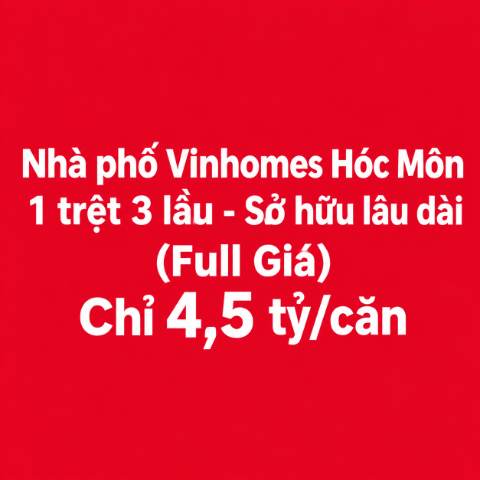 Nhà phố Vinhomes Hóc Môn
1 trệt 3 lầu - Sở hữu lâu dài
(Full Giá)
Chỉ 4,5 tỷ/căn